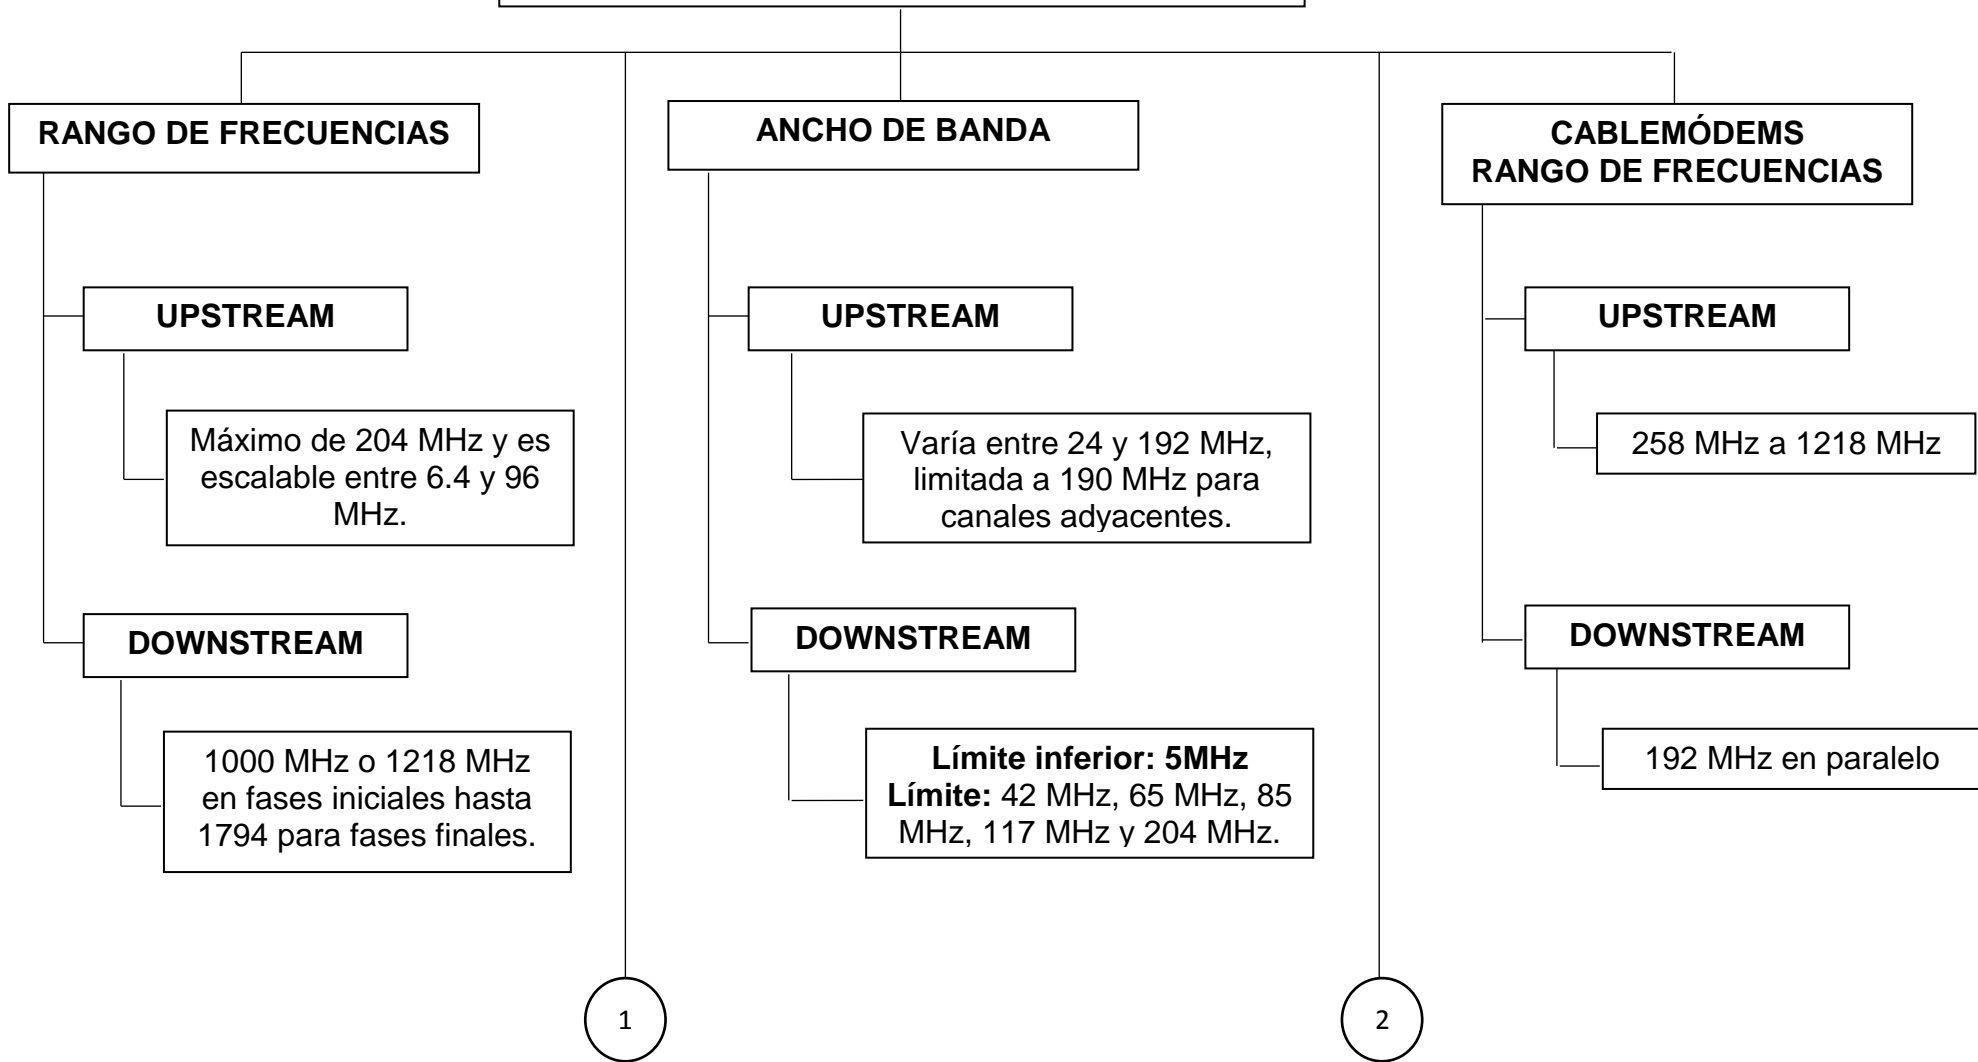 RANGO DE FRECUENCIAS
UPSTREAM
Máximo de 204 MHz y es
escalable entre 6.4 y 96
MHz.
DOWNSTREAM
1000 MHz o 1218 MHz
en fases iniciales hasta
1794 para fases finales.
ANCHO DE BANDA
UPSTREAM
Varía entre 24 y 192 MHz,
limitada a 190 MHz para
canales adyacentes.
DOWNSTREAM
Límite inferior: 5MHz
Límite: 42 MHz, 65 MHz, 85
MHz, 117 MHz y 204 MHz.
CABLEMÓDEMS
RANGO DE FRECUENCIAS
UPSTREAM
258 MHz a 1218 MHz
DOWNSTREAM
192 MHz en paralelo
1
2